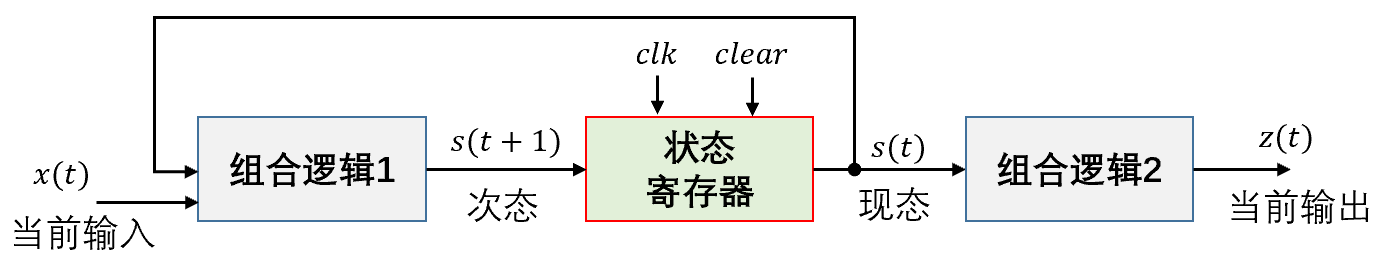 clk
clear
x(t)
当前输入
组合逻辑1
s(t + 1)
次态
状态
寄存器
s(t)
现态
组合逻辑2
z(t)
当前输出